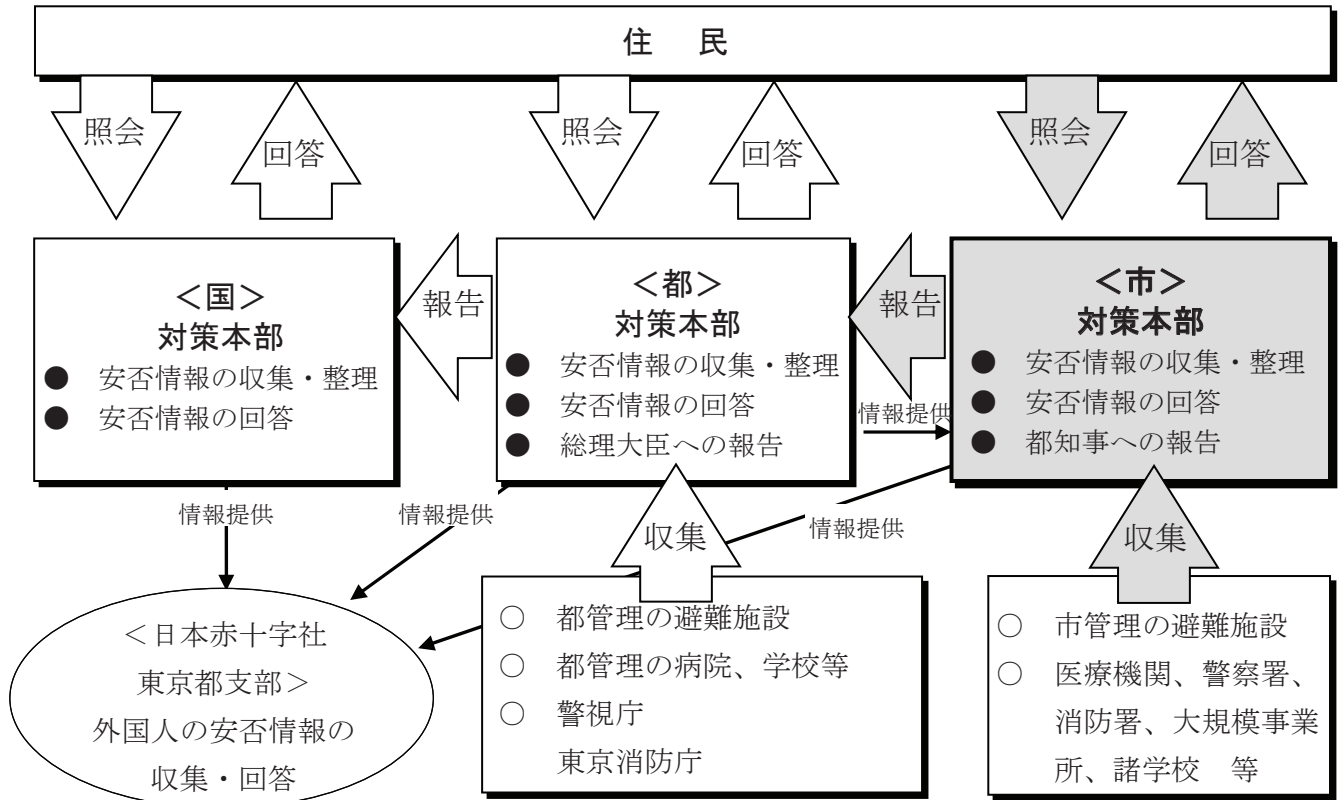 住　民
照会
回答
照会
回答
照会
回答
＜国＞
対策本部
● 安否情報の収集・整理
● 安否情報の回答
報告
＜都＞
対策本部
● 安否情報の収集・整理
● 安否情報の回答
● 総理大臣への報告
報告
＜市＞
対策本部
● 安否情報の収集・整理
● 安否情報の回答
● 都知事への報告
情報提供
情報提供
情報提供
情報提供
収集
収集
＜日本赤十字社
東京都支部＞
外国人の安否情報の
収集・回答
○ 都管理の避難施設
○ 都管理の病院、学校等
○ 警視庁
東京消防庁
○ 市管理の避難施設
○ 医療機関、警察署、
消防署、大規模事業
所、諸学校　等